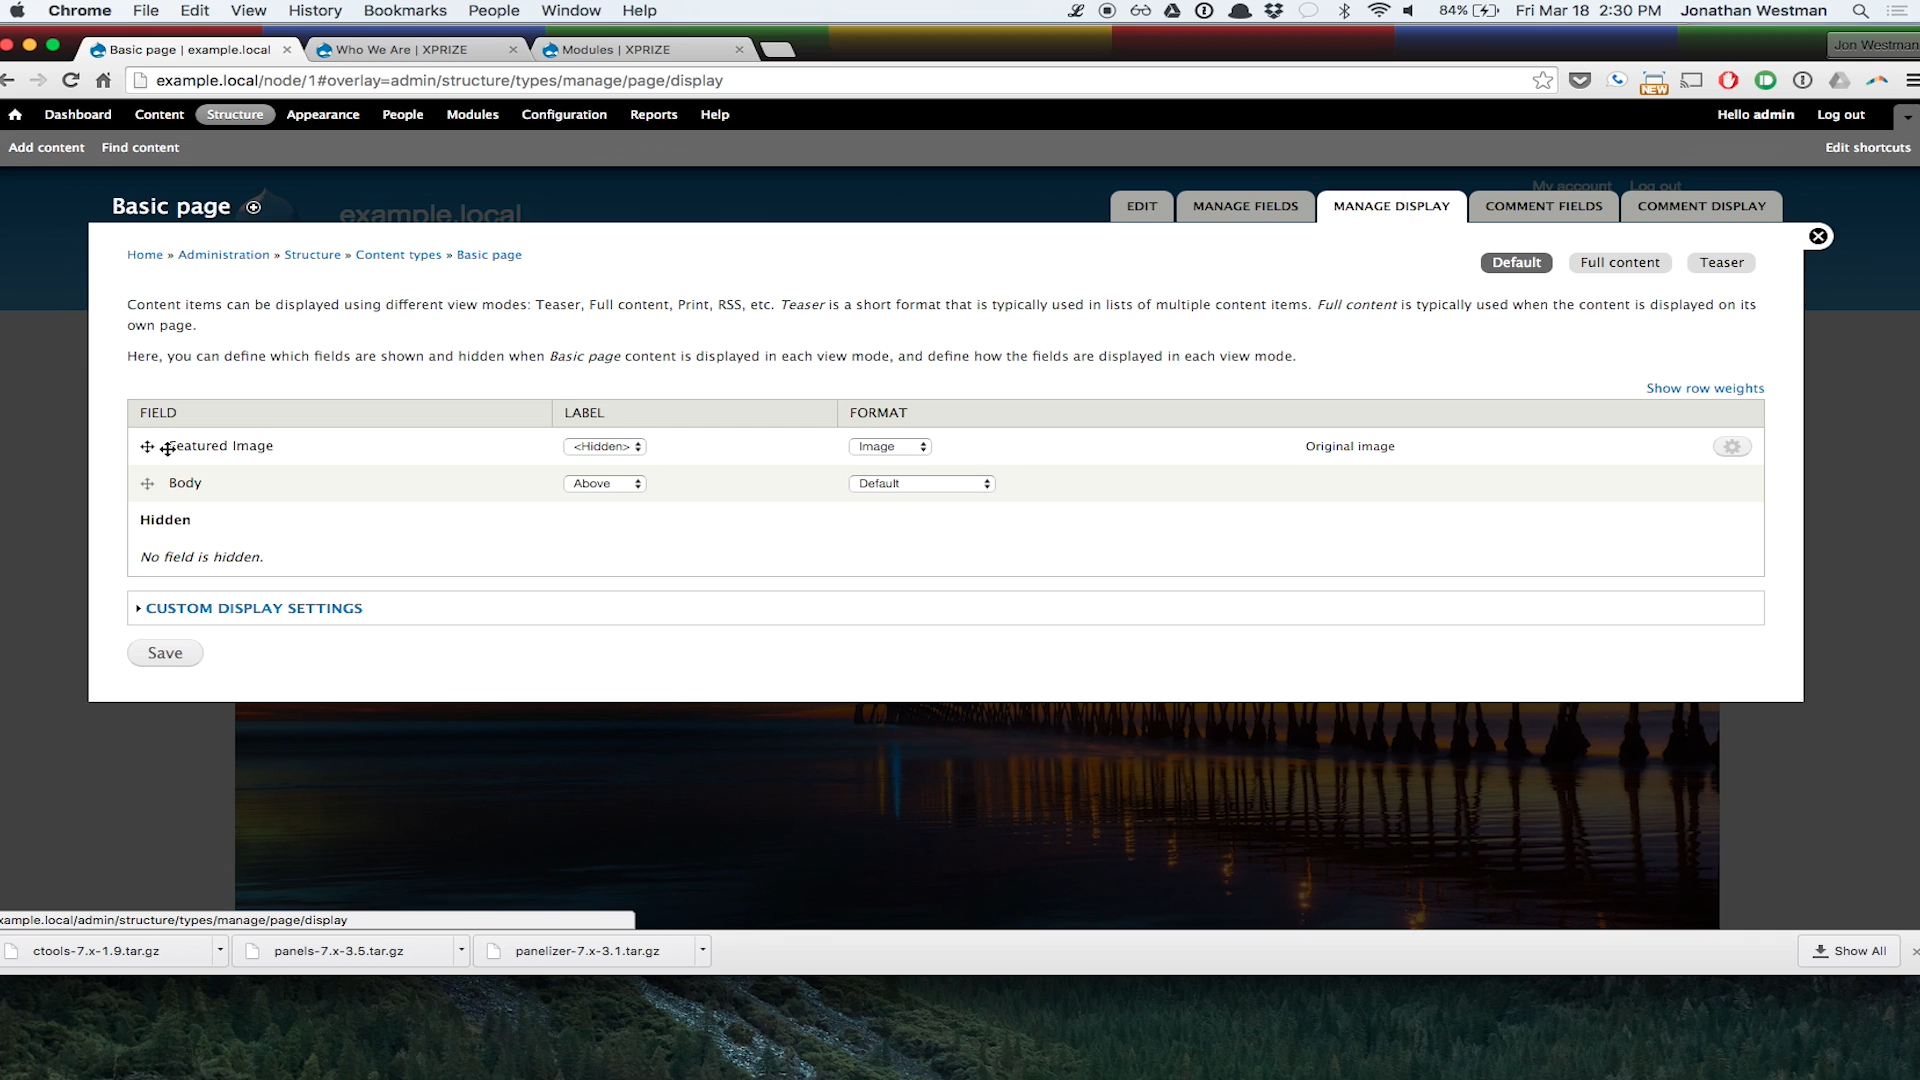 Chrome File Edit View History Bookmarks People Window Help 84% Fri Mar 18 2:30 PM Jonathan Westman
Basic page | example.local Who We Are | XPRIZE Modules | XPRIZE Jon Westman
example.local/node/1#overlay=admin/structure/types/manage/page/display NEW
Dashboard Content Structure Appearance People Modules Configuration Reports Help Hello admin Log out
Add content Find content Edit shortcuts
My account Log out
Basic page example.local EDIT MANAGE FIELDS MANAGE DISPLAY COMMENT FIELDS COMMENT DISPLAY
Home » Administration » Structure » Content types » Basic page
Default Full content Teaser
Content items can be displayed using different view modes: Teaser, Full content, Print, RSS, etc. Teaser is a short format that is typically used in lists of multiple content items. Full content is typically used when the content is displayed on its
own page.
Here, you can define which fields are shown and hidden when Basic page content is displayed in each view mode, and define how the fields are displayed in each view mode.
Show row weights
FIELD LABEL FORMAT
Featured Image <Hidden> Image Original image
Body Above Default
Hidden
No field is hidden.
CUSTOM DISPLAY SETTINGS
Save
xample.local/admin/structure/types/manage/page/display
ctools-7.x-1.9.tar.gz panels-7.x-3.5.tar.gz panelizer-7.x-3.1.tar.gz Show All